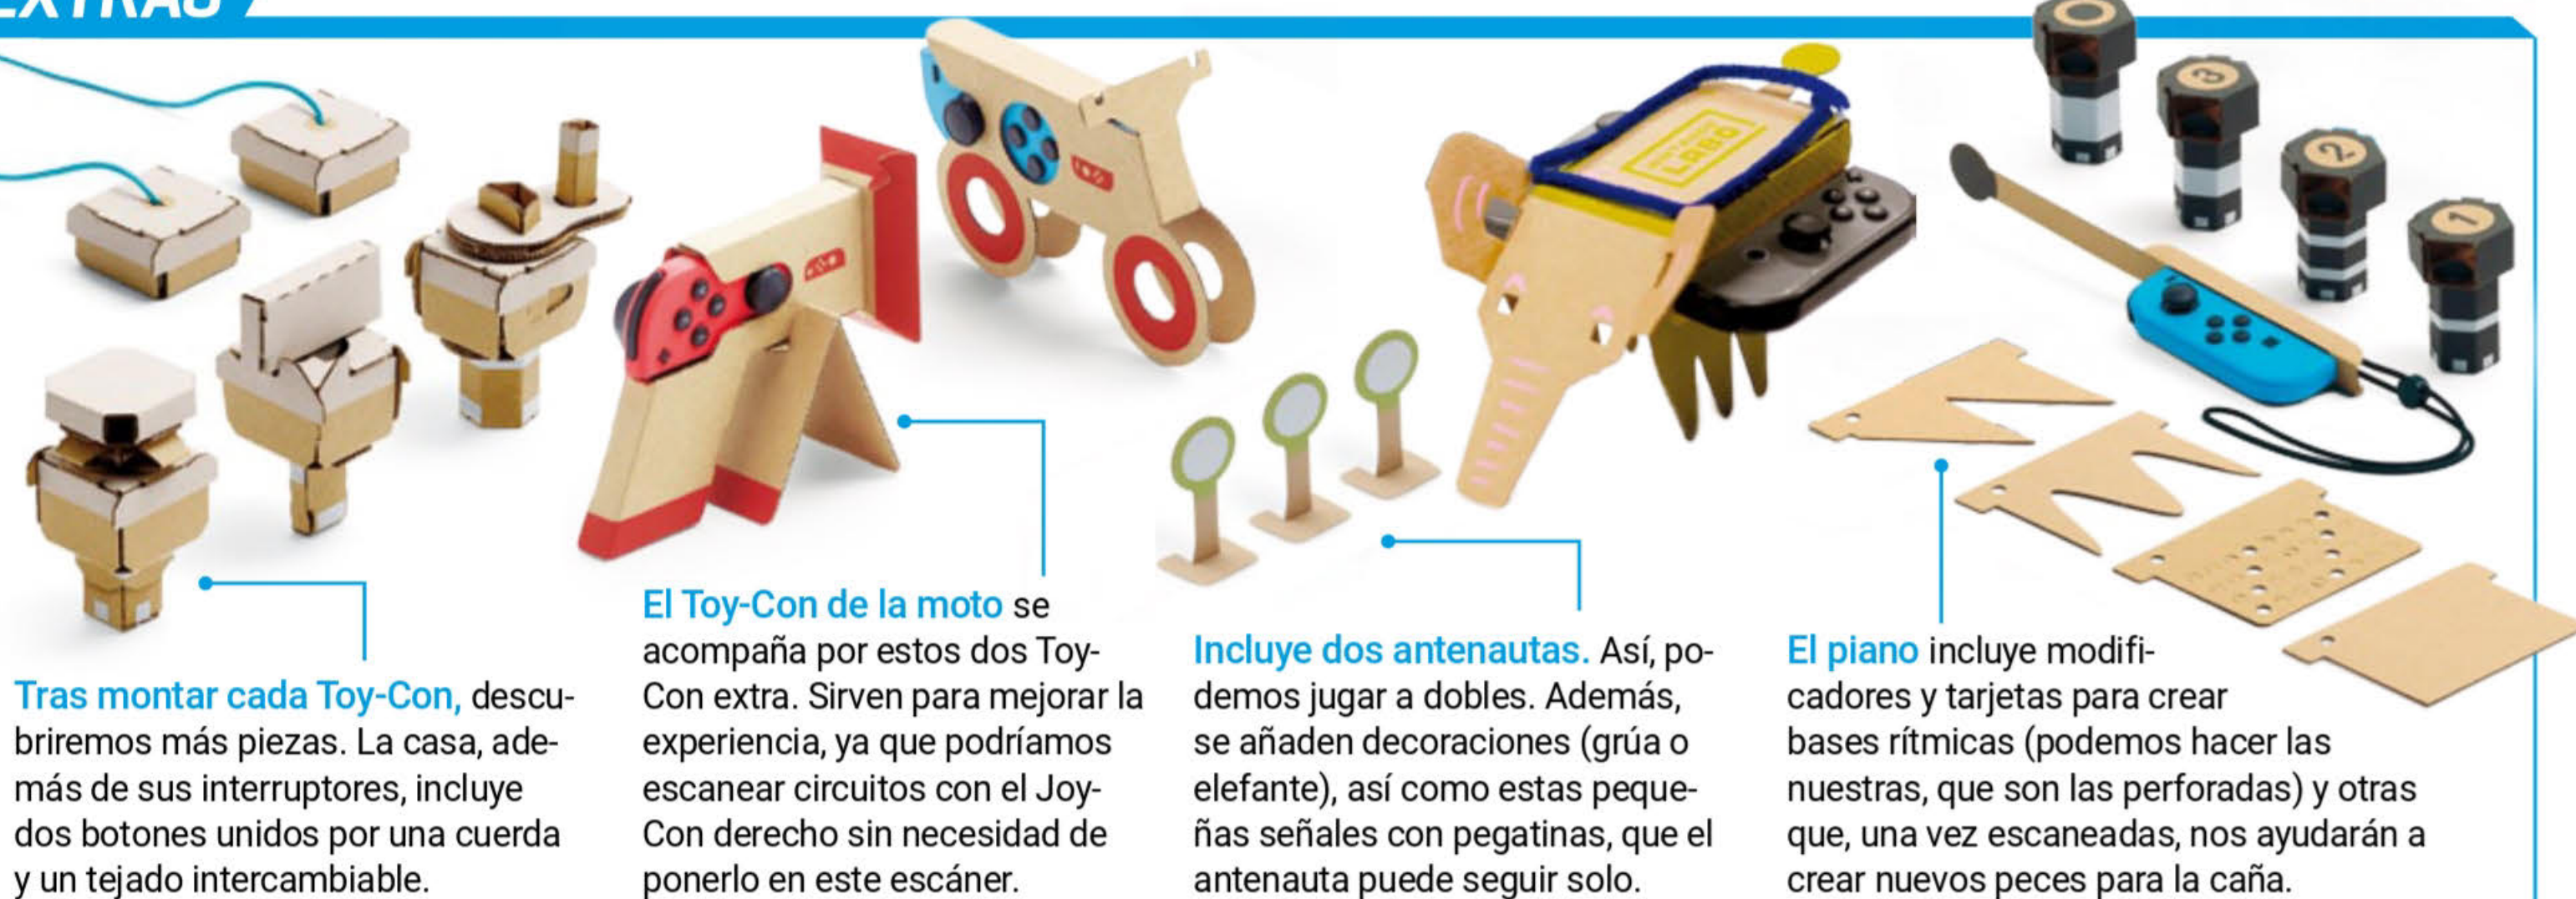 EXTRAS
NINTENDO
LABO
0
3
2
1
Tras montar cada Toy-Con, descu-
briremos más piezas. La casa, ade-
más de sus interruptores, incluye
dos botones unidos por una cuerda
y un tejado intercambiable.
El Toy-Con de la moto se
acompaña por estos dos Toy-
Con extra. Sirven para mejorar la
experiencia, ya que podríamos
escanear circuitos con el Joy-
Con derecho sin necesidad de
ponerlo en este escáner.
Incluye dos antenautas. Así, po-
demos jugar a dobles. Además,
se añaden decoraciones (grúa o
elefante), así como estas peque-
ñas señales con pegatinas, que el
antenauta puede seguir solo.
El piano incluye modifi-
cadores y tarjetas para crear
bases rítmicas (podemos hacer las
nuestras, que son las perforadas) y otras
que, una vez escaneadas, nos ayudarán a
crear nuevos peces para la caña.